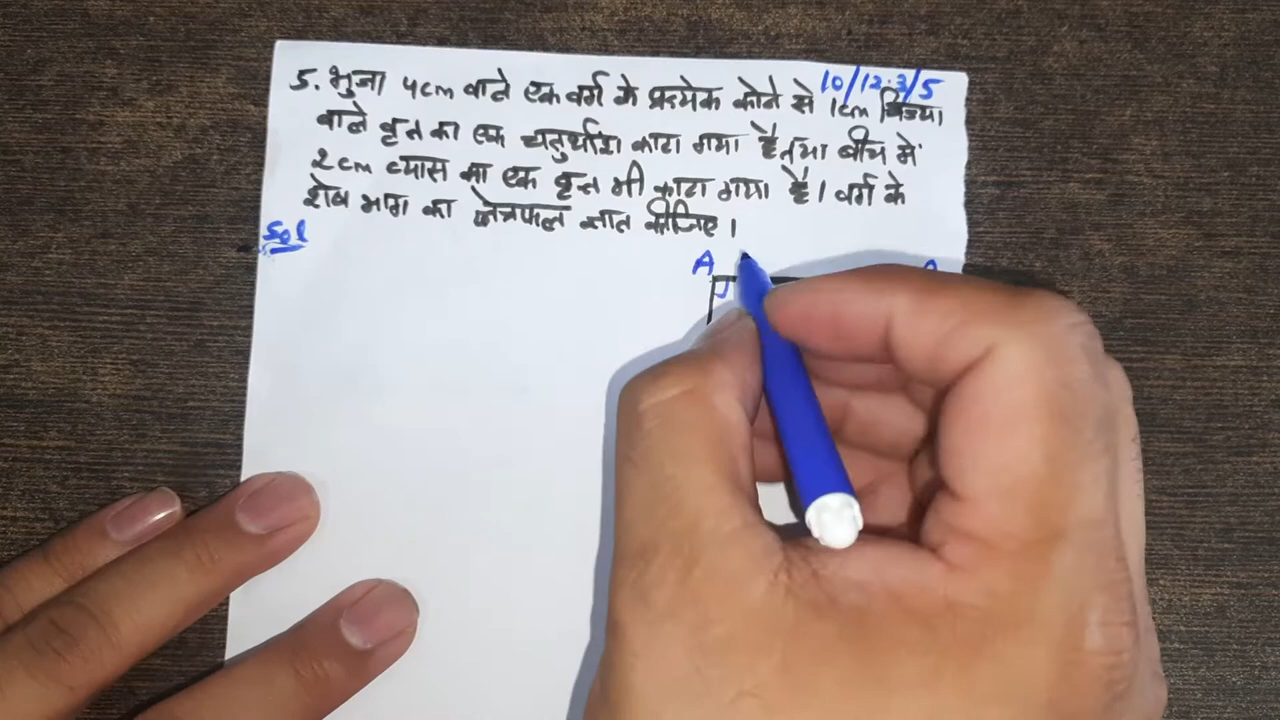 10/12.3/5
5. भुजा 4cm वाले एक वर्ग के प्रत्येक कोने से 1cm त्रिज्या
वाले वृत का एक चतुर्थांश काटा गया है तथा बीच में
2cm व्यास का एक वृत्त भी काटा गया है। वर्ग के
शेष भाग का क्षेत्रफल ज्ञात कीजिए।
Sol
A